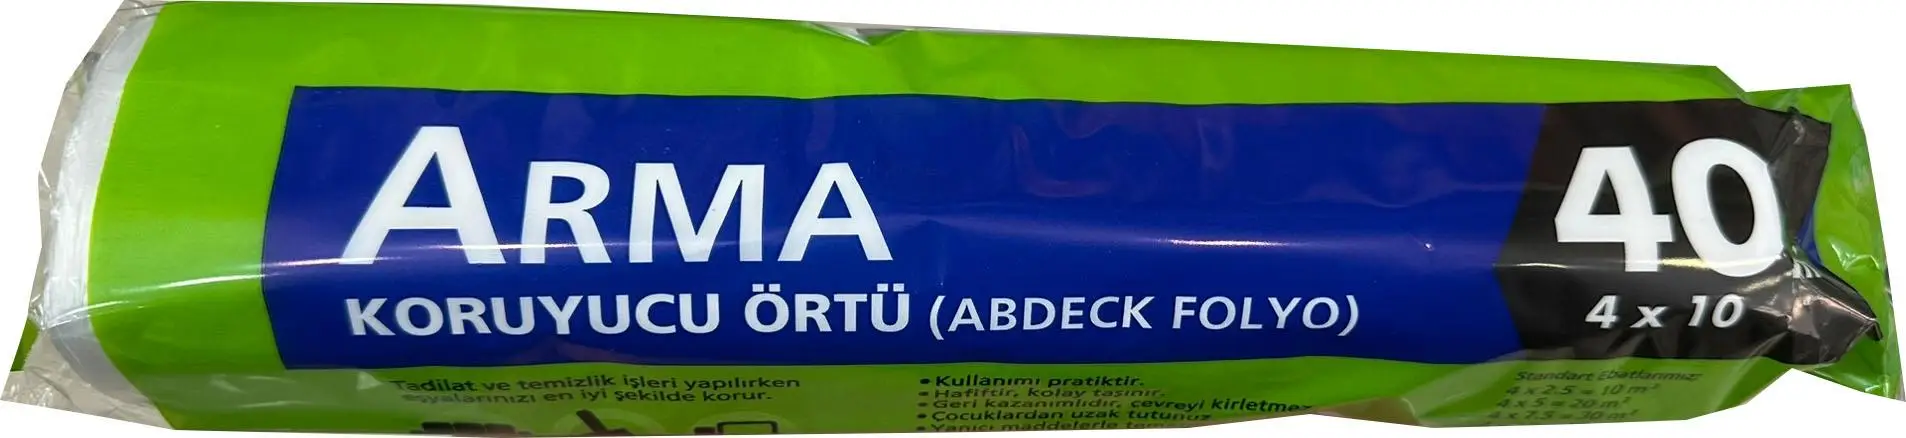 ARMA
KORUYUCU ÖRTÜ (ABDECK FOLYO)
40
4 x 10
Tadilat ve temizlik işleri yapılırken
eşyalarınızı en iyi şekilde korur.
• Kullanımı pratiktir.
• Hafiftir, kolay taşınır.
• Geri kazanımlıdır, çevreyi kirletmez
• Çocuklardan uzak tutunuz
• Yanıcı maddelerle
Standart Ebatlarımız
4 x 2.5 = 10 m²
4 x 5 = 20 m²
4 x 7.5 = 30 m²